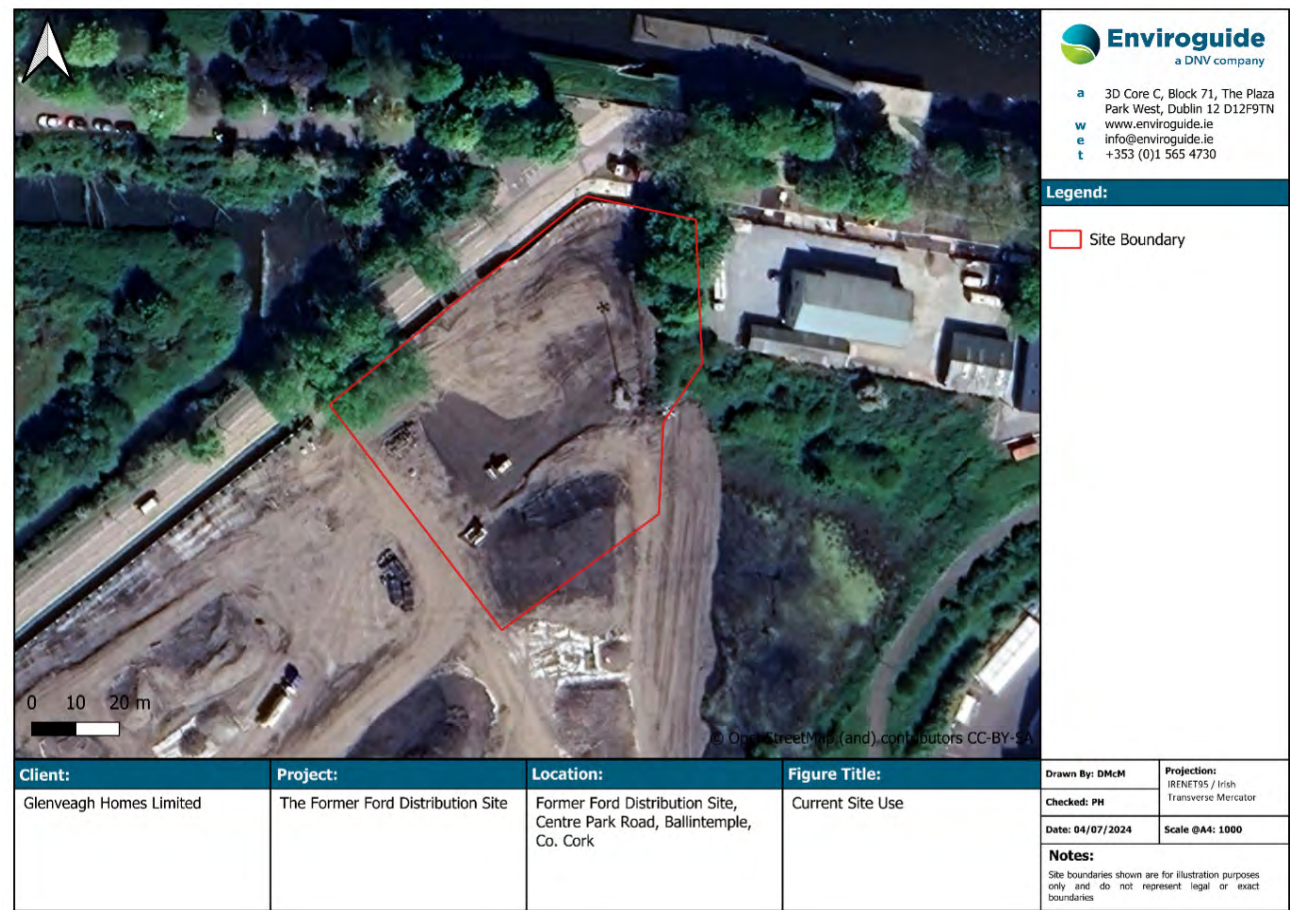 Enviroguide
a DNV company
a 3D Core C, Block 71, The Plaza
Park West, Dublin 12 D12F9TN
w www.enviroguide.ie
e info@enviroguide.ie
t +353 (0)1 565 4730
Legend:
Site Boundary
0 10 20 m
© OpenStreetMap (and) contributors CC-BY-SA
Client:
Glenveagh Homes Limited
Project:
The Former Ford Distribution Site
Location:
Former Ford Distribution Site,
Centre Park Road, Ballintemple,
Co. Cork
Figure Title:
Current Site Use
Drawn By: DMcM
Checked: PH
Date: 04/07/2024
Projection:
IRENET95 / Irish
Transverse Mercator
Scale @A4: 1000
Notes:
Site boundaries shown are for illustration purposes
only and do not represent legal or exact
boundaries